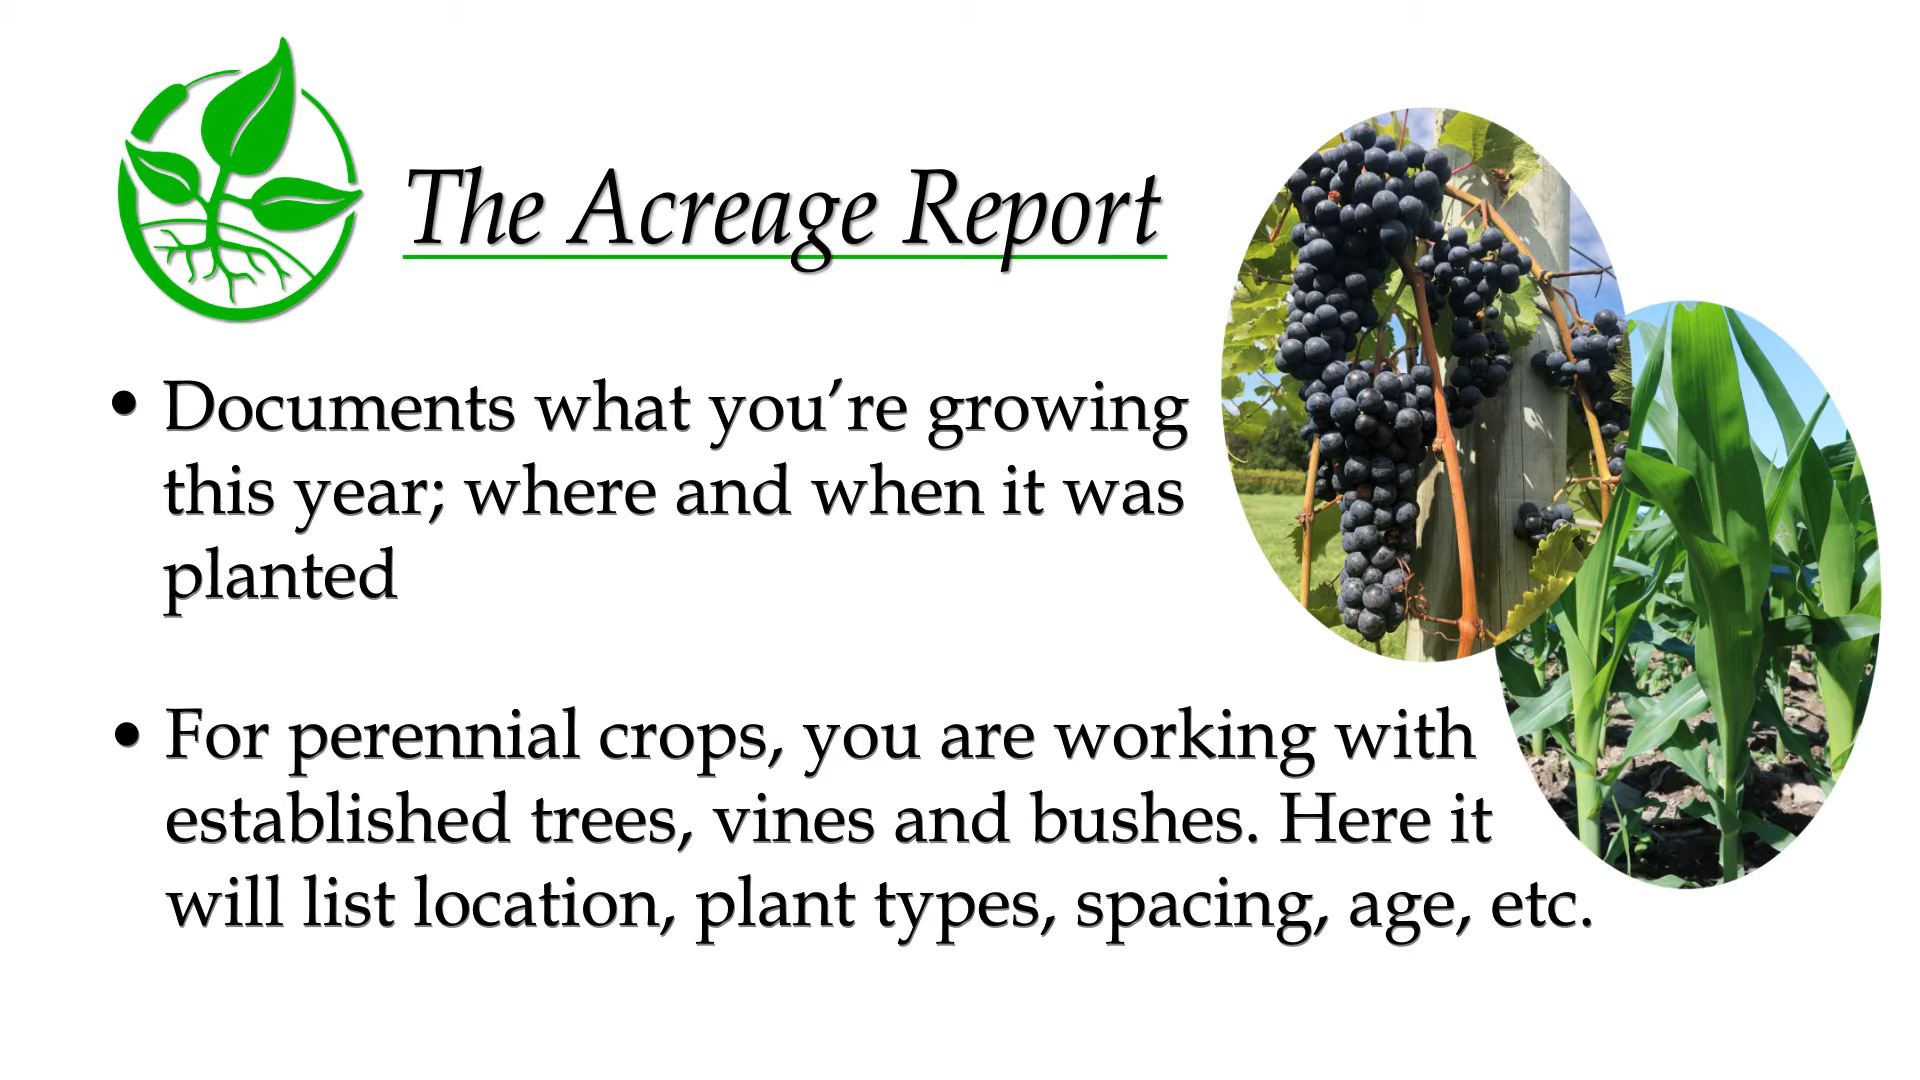 The Acreage Report
• Documents what you’re growing
this year; where and when it was
planted
• For perennial crops, you are working with
established trees, vines and bushes. Here it
will list location, plant types, spacing, age, etc.